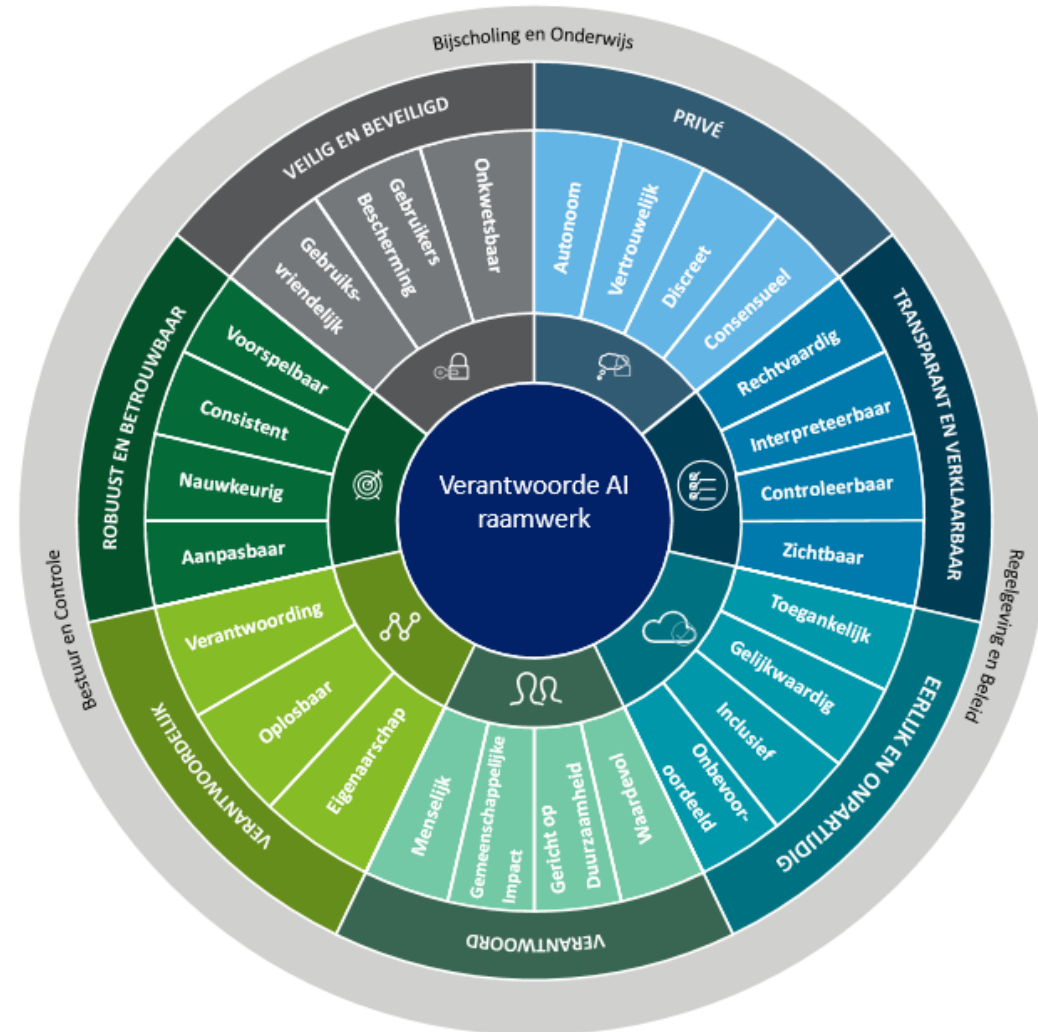 Bijscholing en Onderwijs
Regelgeving en Beleid
Bestuur en Controle
Verantwoorde AI
raamwerk
PRIVÉ
Autonoom
Vertrouwelijk
Discreet
Consensueel
TRANSPARANT EN VERKLAARBAAR
Rechtvaardig
Interpreteerbaar
Controleerbaar
Zichtbaar
EERLIJK EN ONPARTIJDIG
Toegankelijk
Gelijkwaardig
Inclusief
Onbevoor-
oordeeld
VERANTWOORD
Waardevol
Gericht op
Duurzaamheid
Gemeenschappelijke
Impact
Menselijk
VERANTWOORDELIJK
Eigenaarschap
Oplosbaar
Verantwoording
ROBUUST EN BETROUWBAAR
Aanpasbaar
Nauwkeurig
Consistent
Voorspelbaar
VEILIG EN BEVEILIGD
Gebruiks-
vriendelijk
Gebruikers
Bescherming
Onkwetsbaar